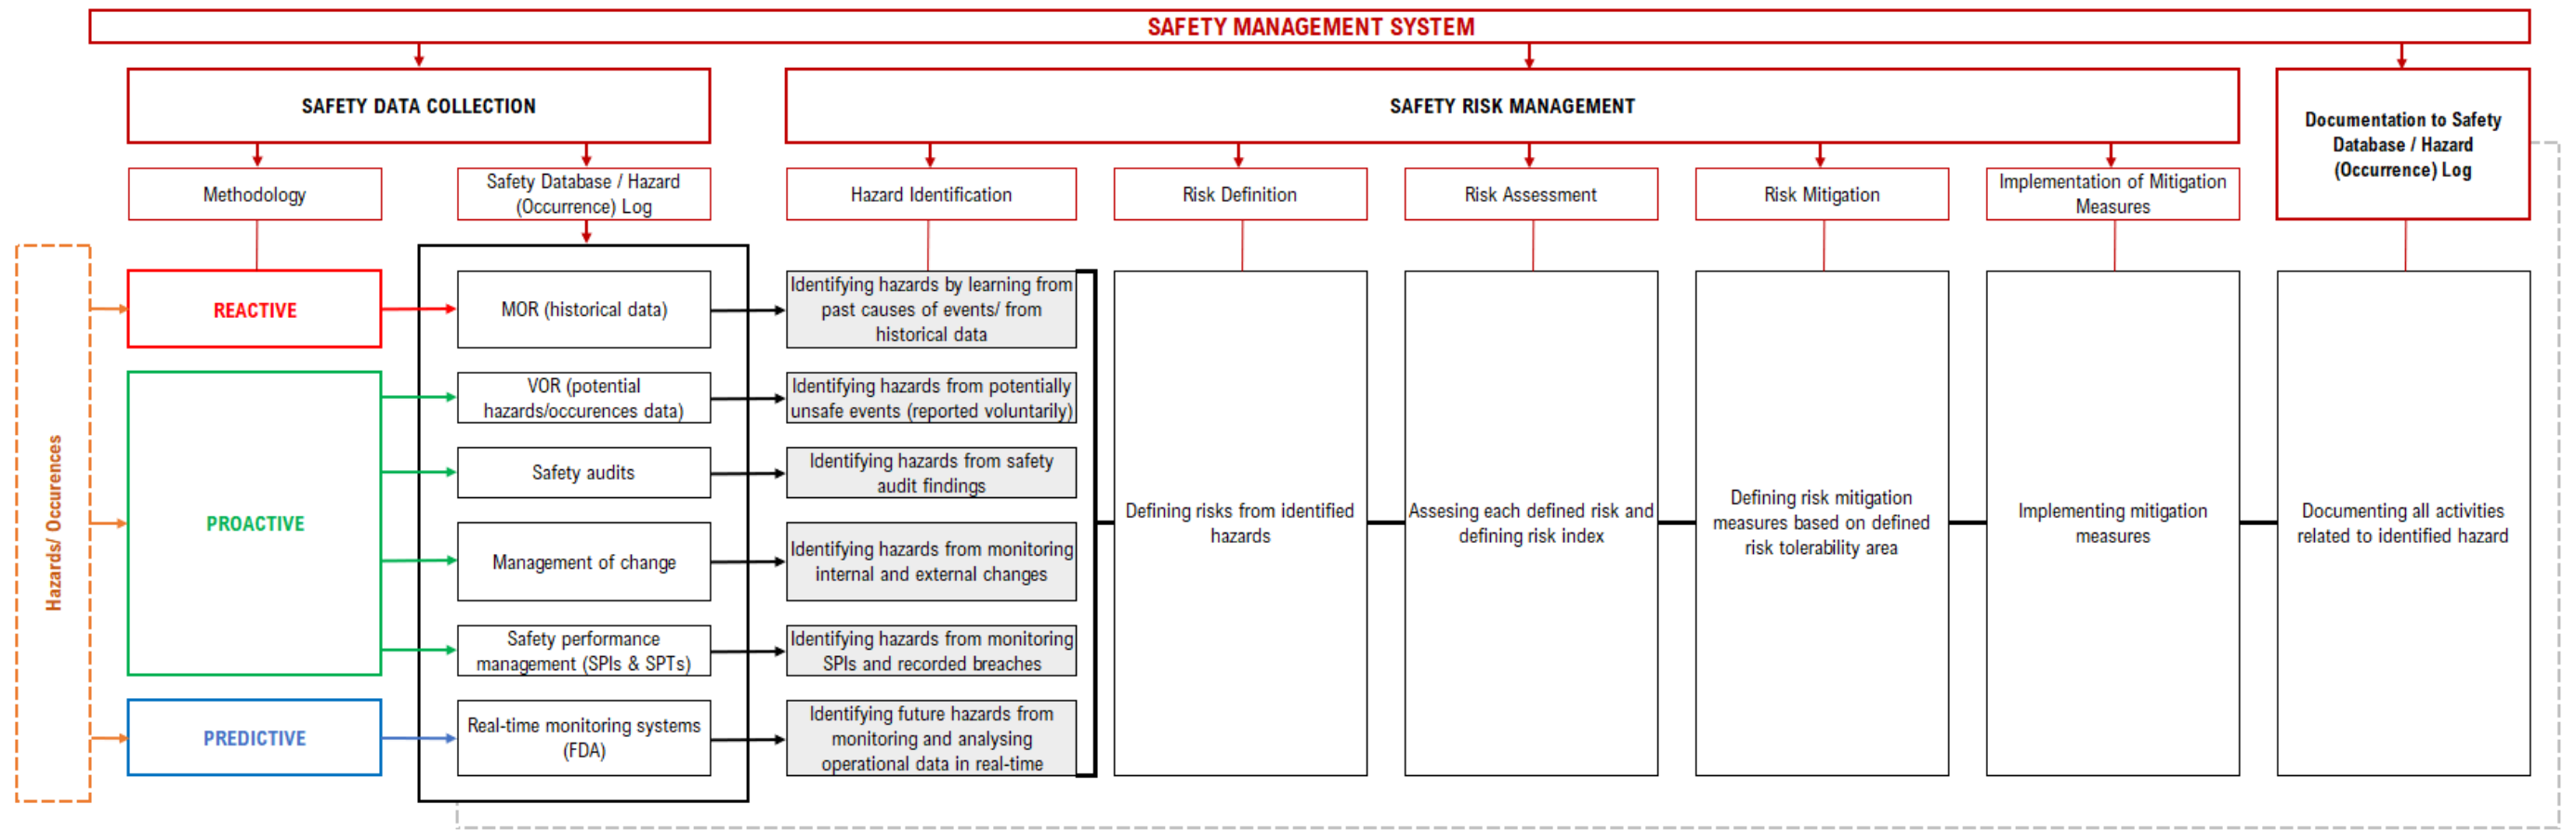 SAFETY MANAGEMENT SYSTEM
SAFETY DATA COLLECTION
SAFETY RISK MANAGEMENT
Documentation to Safety
Database / Hazard
(Occurrence) Log
Methodology
Safety Database / Hazard
(Occurrence) Log
Hazard Identification
Risk Definition
Risk Assessment
Risk Mitigation
Implementation of Mitigation
Measures
Hazards/ Occurences
REACTIVE
MOR (historical data)
Identifying hazards by learning from
past causes of events/ from
historical data
PROACTIVE
VOR (potential
hazards/occurences data)
Identifying hazards from potentially
unsafe events (reported voluntarily)
Safety audits
Identifying hazards from safety
audit findings
Management of change
Identifying hazards from monitoring
internal and external changes
Safety performance
management (SPIs & SPTs)
Identifying hazards from monitoring
SPIs and recorded breaches
PREDICTIVE
Real-time monitoring systems
(FDA)
Identifying future hazards from
monitoring and analysing
operational data in real-time
Defining risks from identified
hazards
Assesing each defined risk and
defining risk index
Defining risk mitigation
measures based on defined
risk tolerability area
Implementing mitigation
measures
Documenting all activities
related to identified hazard